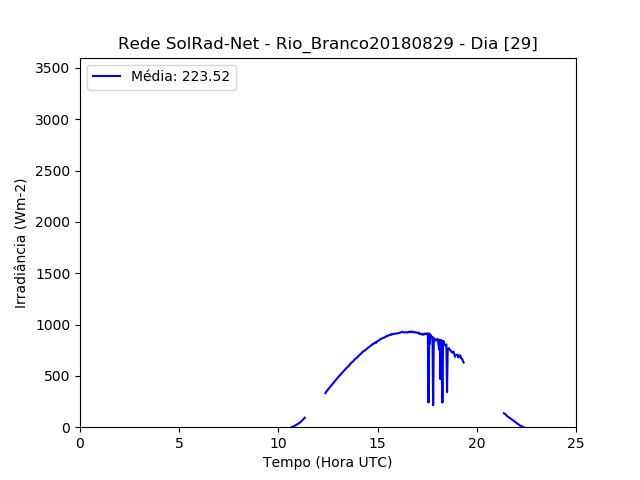 Rede SolRad-Net - Rio_Branco20180829 - Dia [29]
Média: 223.52
Irradiância (Wm-2)
3500
3000
2500
2000
1500
1000
500
0
0 5 10 15 20 25
Tempo (Hora UTC)